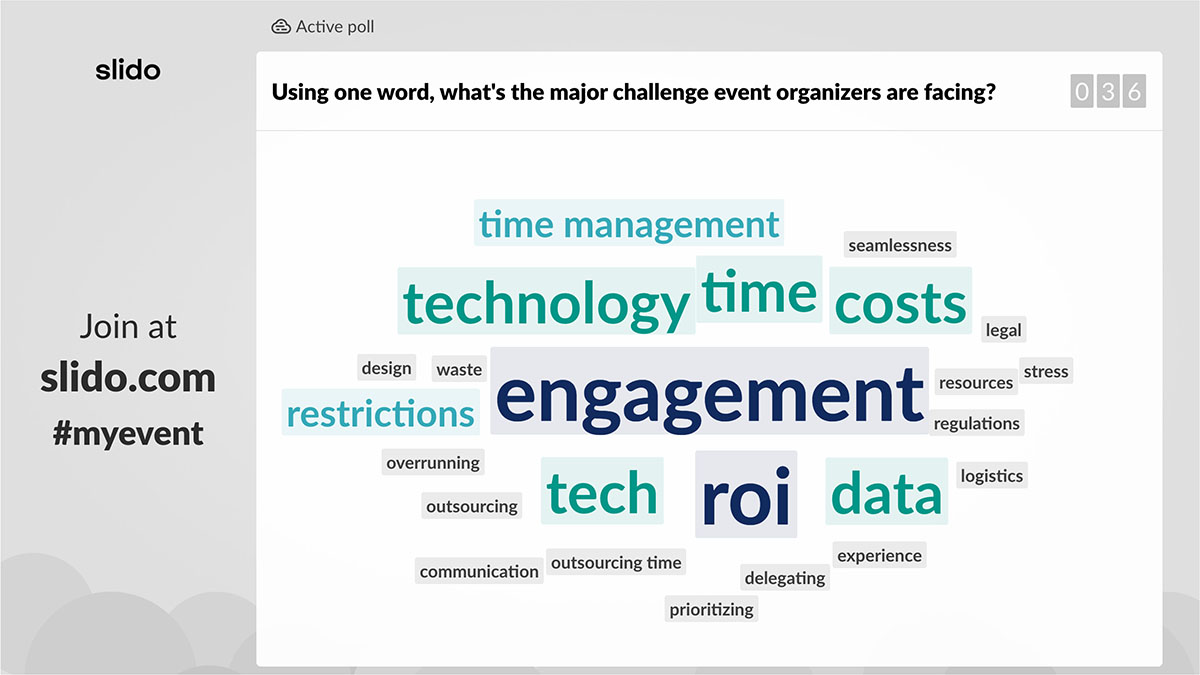 Active poll
slido
Using one word, what's the major challenge event organizers are facing?
036
Join at
slido.com
#myevent
time management
seamlessness
technology
time
costs
legal
design
waste
engagement
resources
stress
restrictions
regulations
overrunning
outsourcing
tech
roi
data
logistics
communication
outsourcing time
delegating
experience
prioritizing